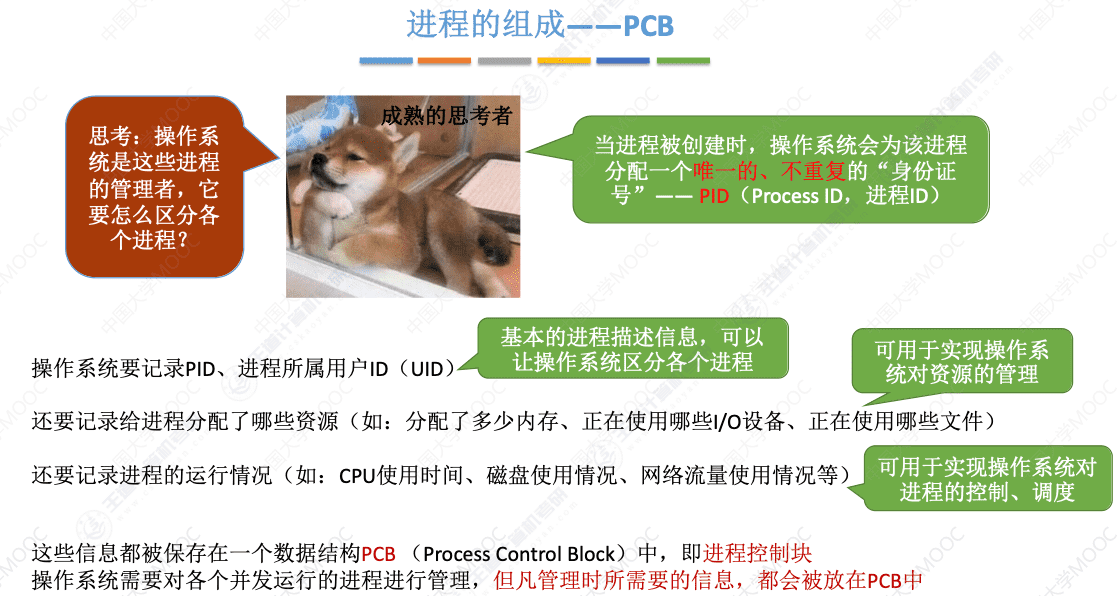 进程的组成——PCB
思考：操作系
统是这些进程
的管理者，它
要怎么区分各
个进程？
成熟的思考者
当进程被创建时，操作系统会为该进程
分配一个唯一的、不重复的“身份证
号”—— PID（Process ID，进程ID）
基本的进程描述信息，可以
让操作系统区分各个进程
操作系统要记录PID、进程所属用户ID（UID）
可用于实现操作系
统对资源的管理
还要记录给进程分配了哪些资源（如：分配了多少内存、正在使用哪些I/O设备、正在使用哪些文件）
还要记录进程的运行情况（如：CPU使用时间、磁盘使用情况、网络流量使用情况等）
可用于实现操作系统对
进程的控制、调度
这些信息都被保存在一个数据结构PCB （Process Control Block）中，即进程控制块
操作系统需要对各个并发运行的进程进行管理，但凡管理时所需要的信息，都会被放在PCB中
中国大学MOOC
王道计算机考研